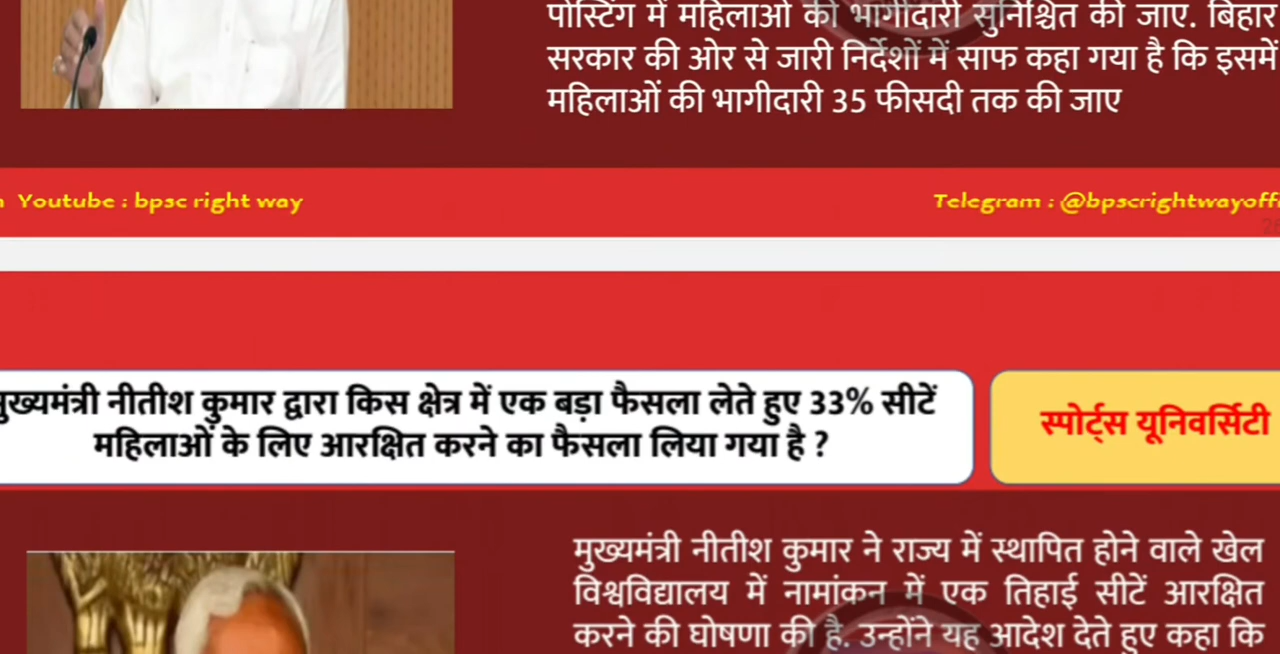 पोस्टिंग में महिलाओं की भागीदारी सुनिश्चित की जाए. बिहार
सरकार की ओर से जारी निर्देशों में साफ कहा गया है कि इसमें
महिलाओं की भागीदारी 35 फीसदी तक की जाए
Youtube : bpsc right way
Telegram : @bpscrightwayoff
मुख्यमंत्री नीतीश कुमार द्वारा किस क्षेत्र में एक बड़ा फैसला लेते हुए 33% सीटें
महिलाओं के लिए आरक्षित करने का फैसला लिया गया है ?
स्पोर्ट्स यूनिवर्सिटी
मुख्यमंत्री नीतीश कुमार ने राज्य में स्थापित होने वाले खेल
विश्वविद्यालय में नामांकन में एक तिहाई सीटें आरक्षित
करने की घोषणा की है. उन्होंने यह आदेश देते हुए कहा कि